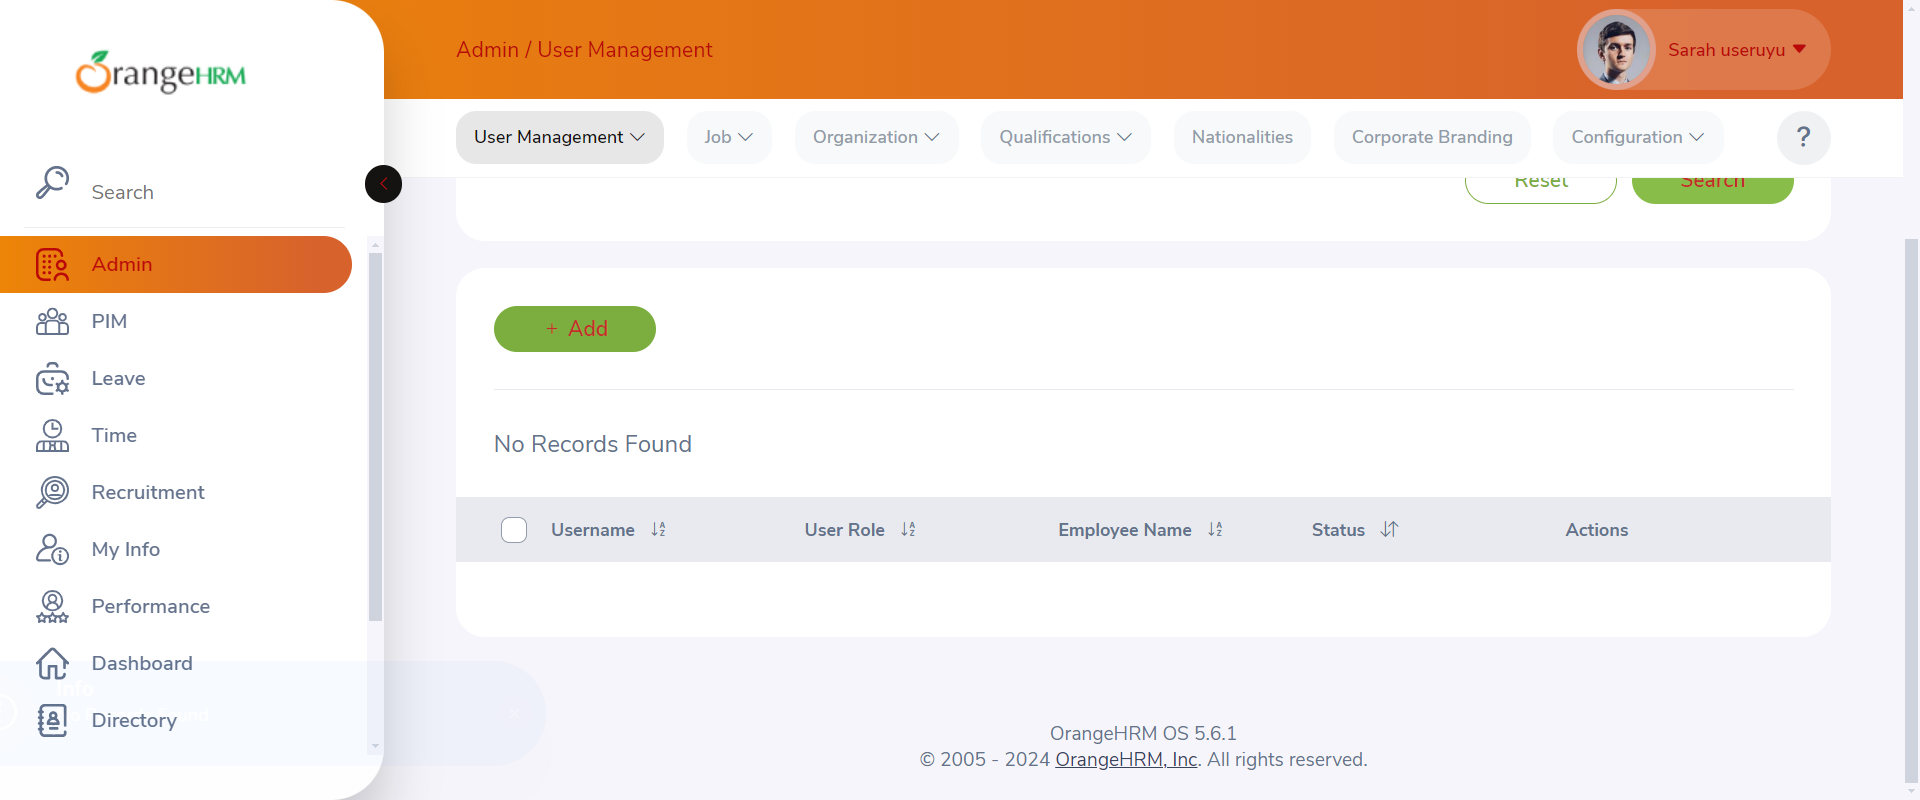 OrangeHRM
Admin / User Management
Sarah useruyu
User Management
Job
Organization
Qualifications
Nationalities
Corporate Branding
Configuration
?
Search
Reset
Search
Admin
PIM
Leave
Time
Recruitment
My Info
Performance
Dashboard
Directory
+ Add
No Records Found
Username
User Role
Employee Name
Status
Actions
Info
OrangeHRM OS 5.6.1
© 2005 - 2024 OrangeHRM, Inc. All rights reserved.